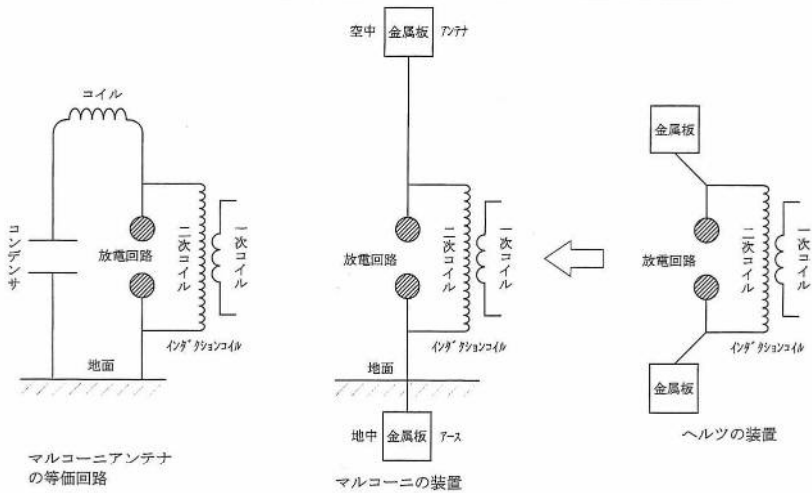 コイル
コンデンサ
放電回路
二次コイル
一次コイル
インダクションコイル
地面
マルコーニアンテナ
の等価回路
空中 金属板 アンテナ
放電回路
二次コイル
一次コイル
インダクションコイル
地面
地中 金属板 アース
マルコーニの装置
金属板
放電回路
二次コイル
一次コイル
インダクションコイル
金属板
ヘルツの装置